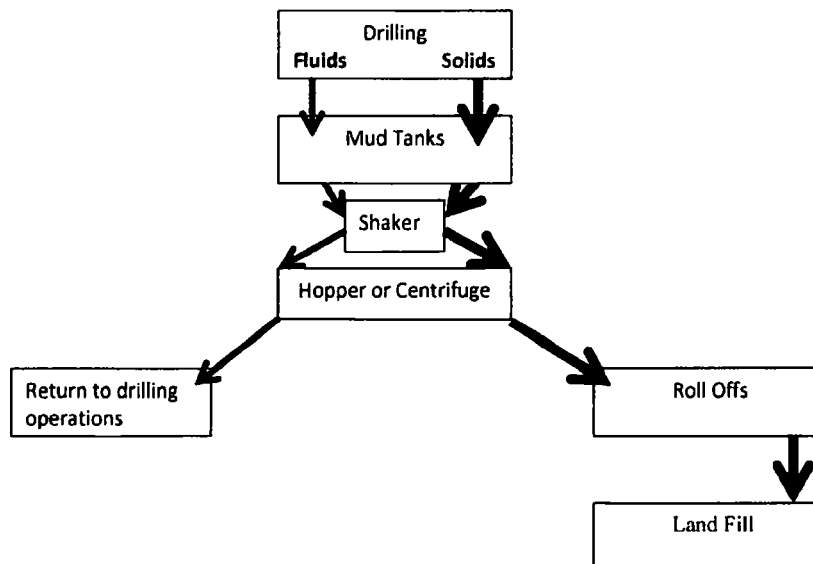 Drilling
Fluids Solids
Mud Tanks
Shaker
Hopper or Centrifuge
Return to drilling
operations
Roll Offs
Land Fill